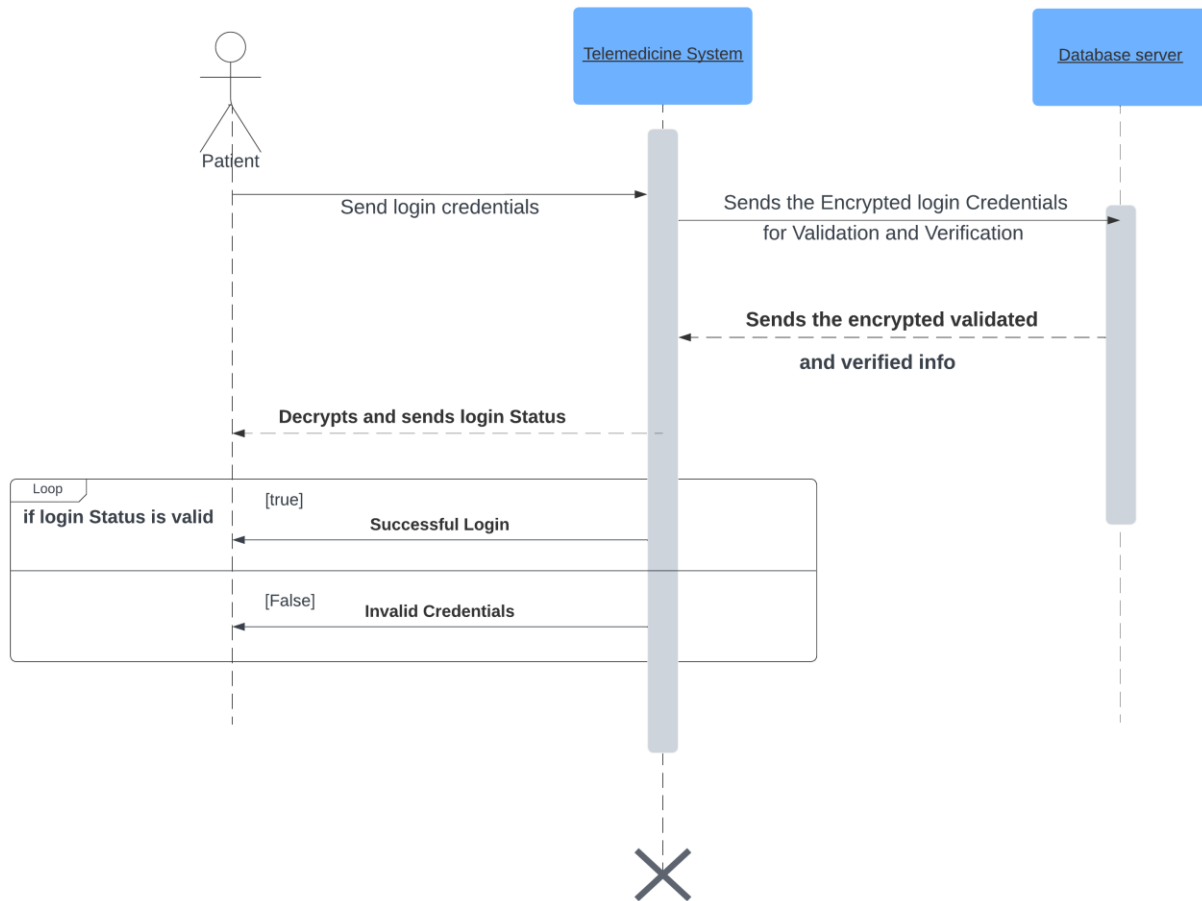 Telemedicine System
Database server
Patient
Send login credentials
Sends the Encrypted login Credentials
for Validation and Verification
Sends the encrypted validated
and verified info
Decrypts and sends login Status
Loop
if login Status is valid
[true]
Successful Login
[False]
Invalid Credentials